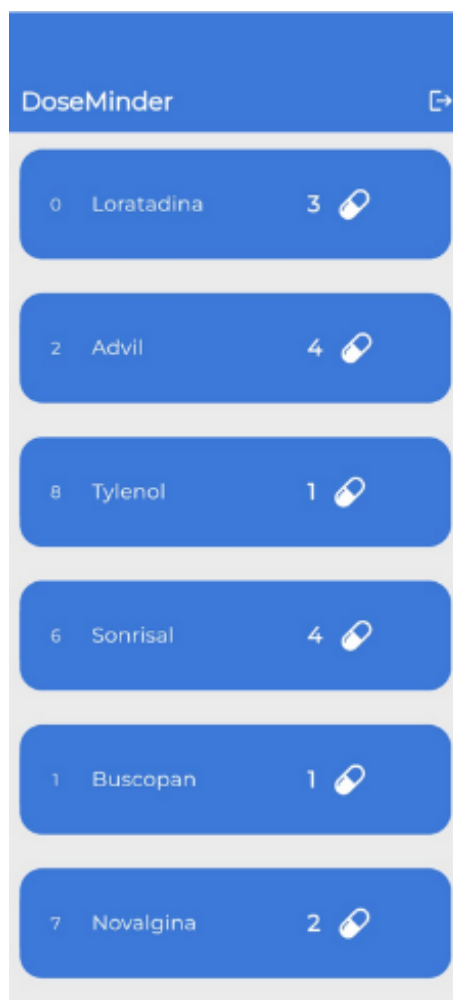 DoseMinder
0 Loratadina 3
2 Advil 4
8 Tylenol 1
6 Sonrisal 4
1 Buscopan 1
7 Novalgina 2